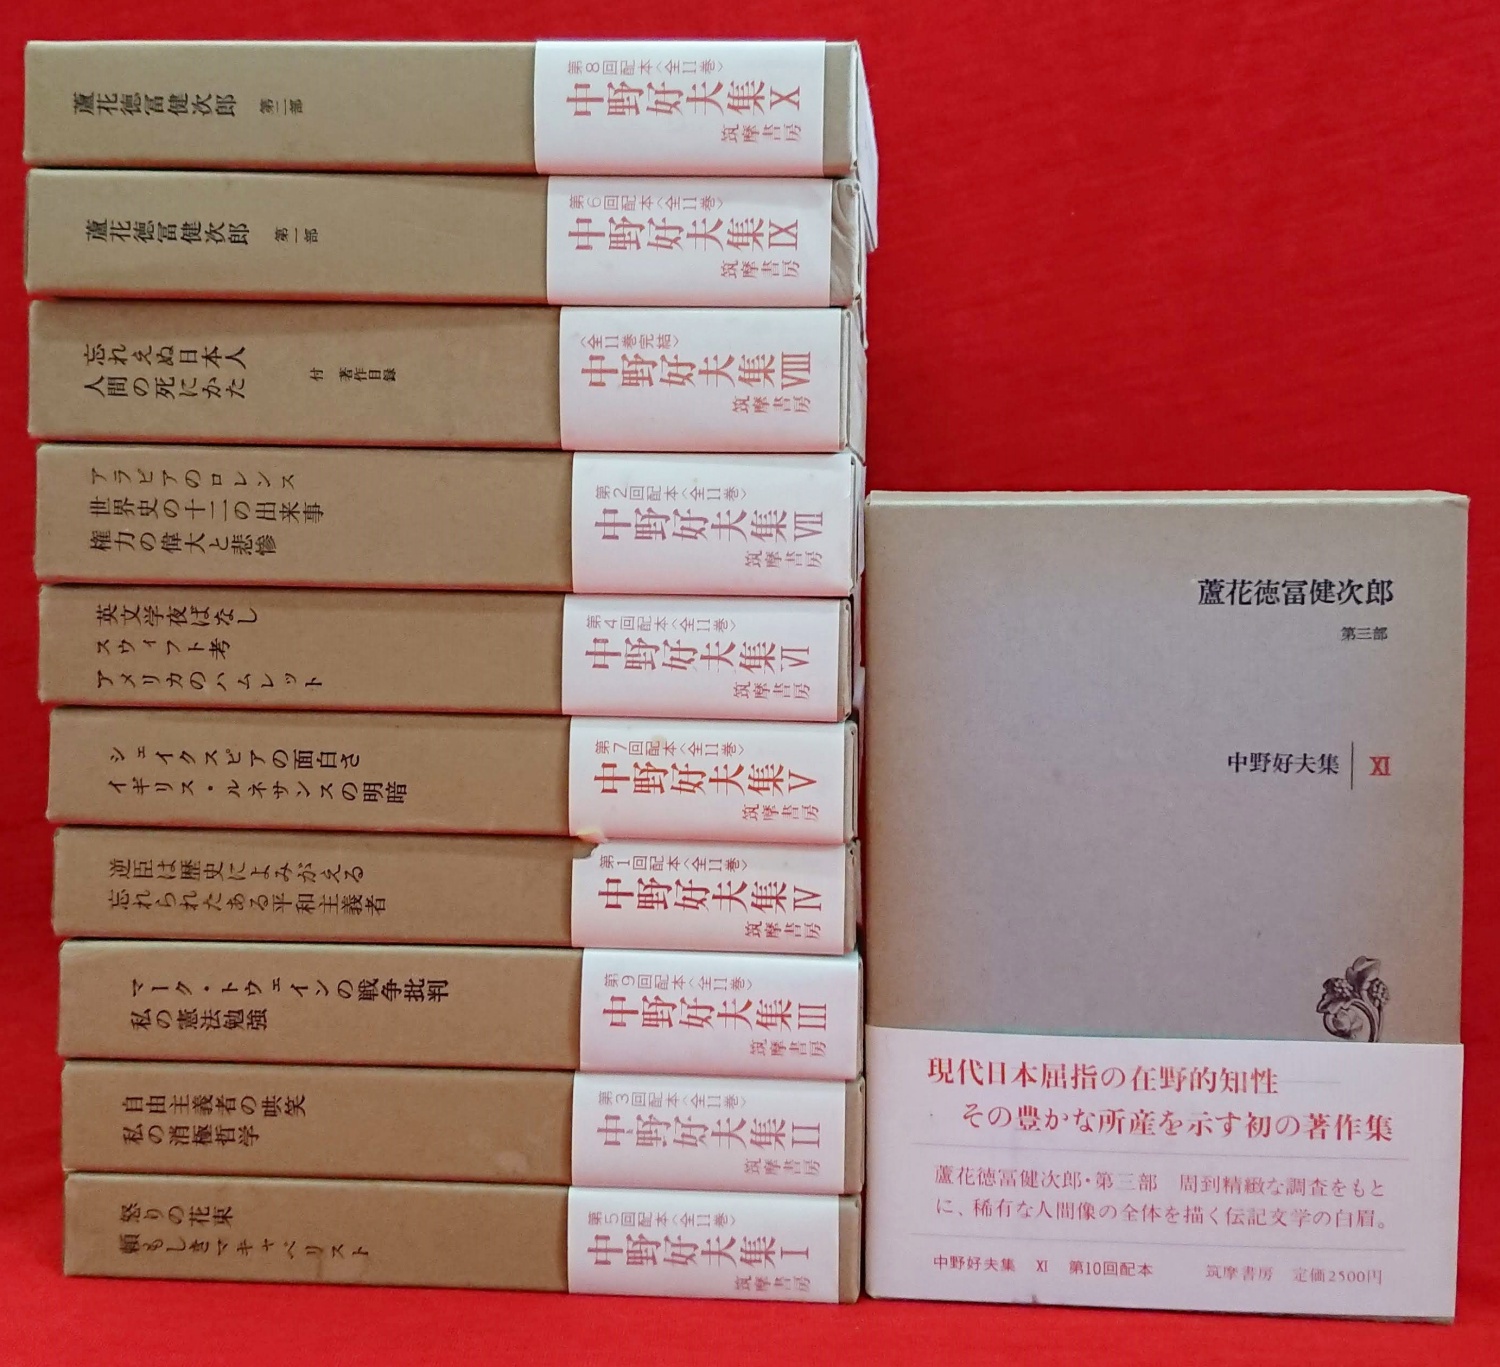 蘆花徳冨健次郎
第二部
第8回配本〈全11巻〉
中野好夫集X
筑摩書房
蘆花徳冨健次郎
第一部
第6回配本〈全11巻〉
中野好夫集IX
筑摩書房
忘れえぬ日本人
人間の死にかた
付 著作目録
〈全11巻完結〉
中野好夫集VIII
筑摩書房
アラビアのロレンス
世界史の十二の出来事
権力の偉大と悲惨
第2回配本〈全11巻〉
中野好夫集VII
筑摩書房
英文学夜ばなし
スウィフト考
アメリカのハムレット
第4回配本〈全11巻〉
中野好夫集VI
筑摩書房
シェイクスピアの面白さ
イギリス・ルネサンスの明暗
第7回配本〈全11巻〉
中野好夫集V
筑摩書房
逆臣は歴史によみがえる
忘れられたある平和主義者
第1回配本〈全11巻〉
中野好夫集IV
筑摩書房
マーク・トウェインの戦争批判
私の憲法勉強
第9回配本〈全11巻〉
中野好夫集III
筑摩書房
自由主義者の哄笑
私の消極哲学
第3回配本〈全11巻〉
中野好夫集II
筑摩書房
怒りの花束
頼もしきマキャベリスト
第5回配本〈全11巻〉
中野好夫集I
筑摩書房
蘆花徳冨健次郎
第三部
中野好夫集 XI
現代日本屈指の在野的知性――
その豊かな所産を示す初の著作集
蘆花徳冨健次郎・第三部 周到精緻な調査をもと
に、稀有な人間像の全体を描く伝記文学の白眉。
中野好夫集 XI 第10回配本 筑摩書房 定価2500円